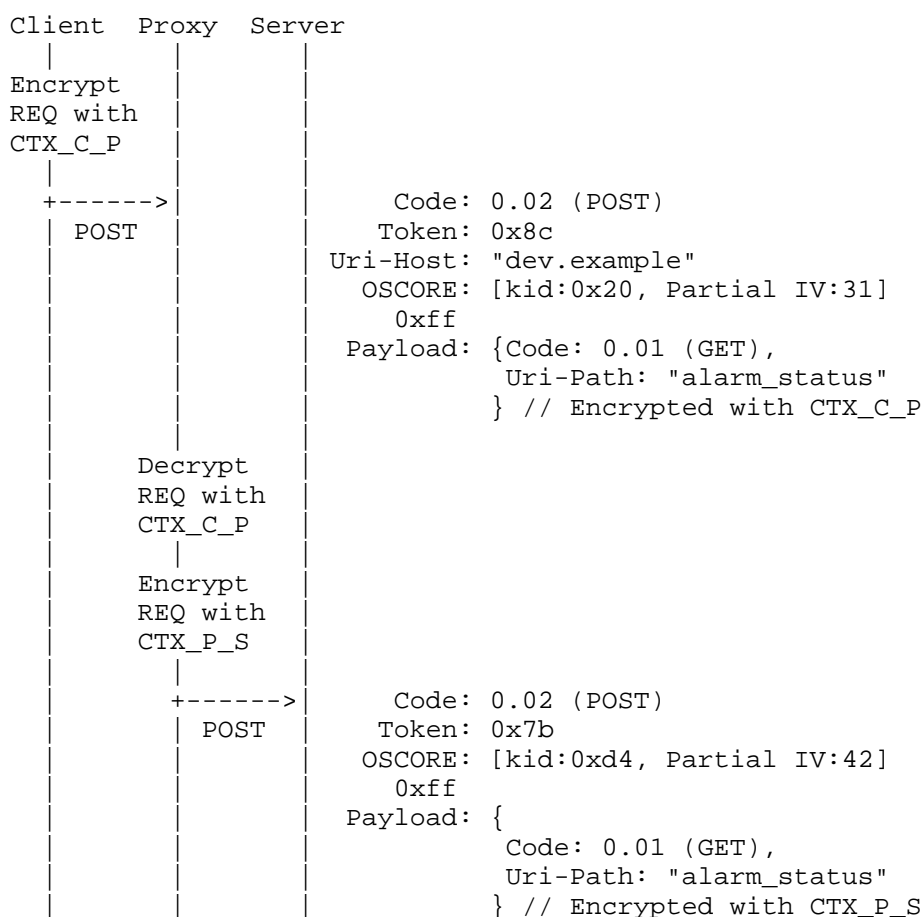 Client  Proxy  Server
  |       |       |
Encrypt   |       |
REQ with  |       |
CTX_C_P   |       |
  |       |       |
  +------>|       |     Code: 0.02 (POST)
  | POST  |       |    Token: 0x8c
  |       |       | Uri-Host: "dev.example"
  |       |       |   OSCORE: [kid:0x20, Partial IV:31]
  |       |       |     0xff
  |       |       |  Payload: {Code: 0.01 (GET),
  |       |       |            Uri-Path: "alarm_status"
  |       |       |           } // Encrypted with CTX_C_P
  |       |       |
  |     Decrypt   |
  |     REQ with  |
  |     CTX_C_P   |
  |       |       |
  |     Encrypt   |
  |     REQ with  |
  |     CTX_P_S   |
  |       |       |
  |       +------>|     Code: 0.02 (POST)
  |       | POST  |    Token: 0x7b
  |       |       |   OSCORE: [kid:0xd4, Partial IV:42]
  |       |       |     0xff
  |       |       |  Payload: {
  |       |       |            Code: 0.01 (GET),
  |       |       |            Uri-Path: "alarm_status"
  |       |       |           } // Encrypted with CTX_P_S